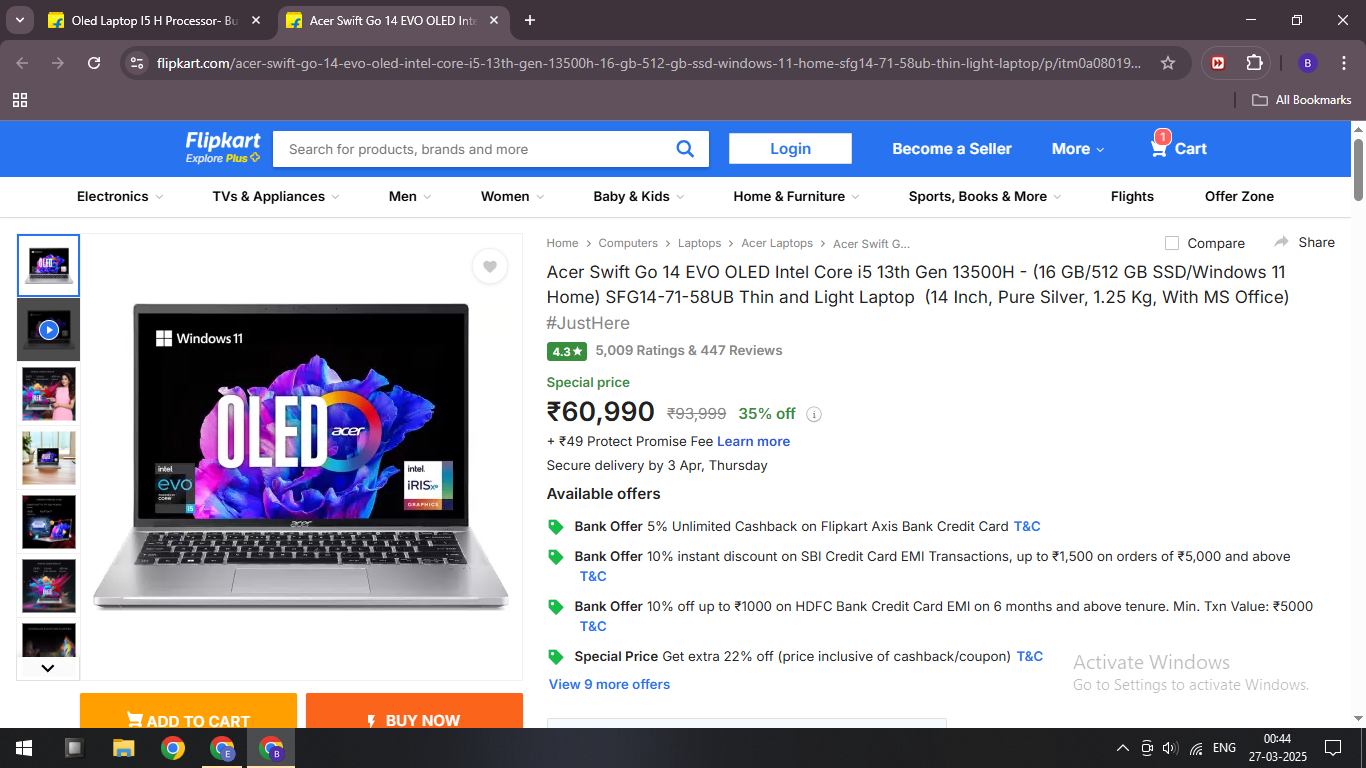 Oled Laptop I5 H Processor- Bu
Acer Swift Go 14 EVO OLED Inte
flipkart.com/acer-swift-go-14-evo-oled-intel-core-i5-13th-gen-13500h-16-gb-512-gb-ssd-windows-11-home-sfg14-71-58ub-thin-light-laptop/p/itm0a08019...
B
All Bookmarks
Flipkart
Explore Plus
Search for products, brands and more
Login
Become a Seller
More
1
Cart
Electronics
TVs & Appliances
Men
Women
Baby & Kids
Home & Furniture
Sports, Books & More
Flights
Offer Zone
Home
Computers
Laptops
Acer Laptops
Acer Swift G...
Compare
Share
Acer Swift Go 14 EVO OLED Intel Core i5 13th Gen 13500H - (16 GB/512 GB SSD/Windows 11
Home) SFG14-71-58UB Thin and Light Laptop (14 Inch, Pure Silver, 1.25 Kg, With MS Office)
#JustHere
4.3★ 5,009 Ratings & 447 Reviews
Special price
₹60,990 ₹93,999 35% off i
+ ₹49 Protect Promise Fee Learn more
Secure delivery by 3 Apr, Thursday
Available offers
Bank Offer 5% Unlimited Cashback on Flipkart Axis Bank Credit Card T&C
Bank Offer 10% instant discount on SBI Credit Card EMI Transactions, up to ₹1,500 on orders of ₹5,000 and above
T&C
Bank Offer 10% off up to ₹1000 on HDFC Bank Credit Card EMI on 6 months and above tenure. Min. Txn Value: ₹5000
T&C
Special Price Get extra 22% off (price inclusive of cashback/coupon) T&C
View 9 more offers
Windows 11
OLED
acer
intel
evo
i5
intel.
iRISxe
GRAPHICS
acer
ADD TO CART
BUY NOW
Activate Windows
Go to Settings to activate Windows.
E
B
ENG
00:44
27-03-2025